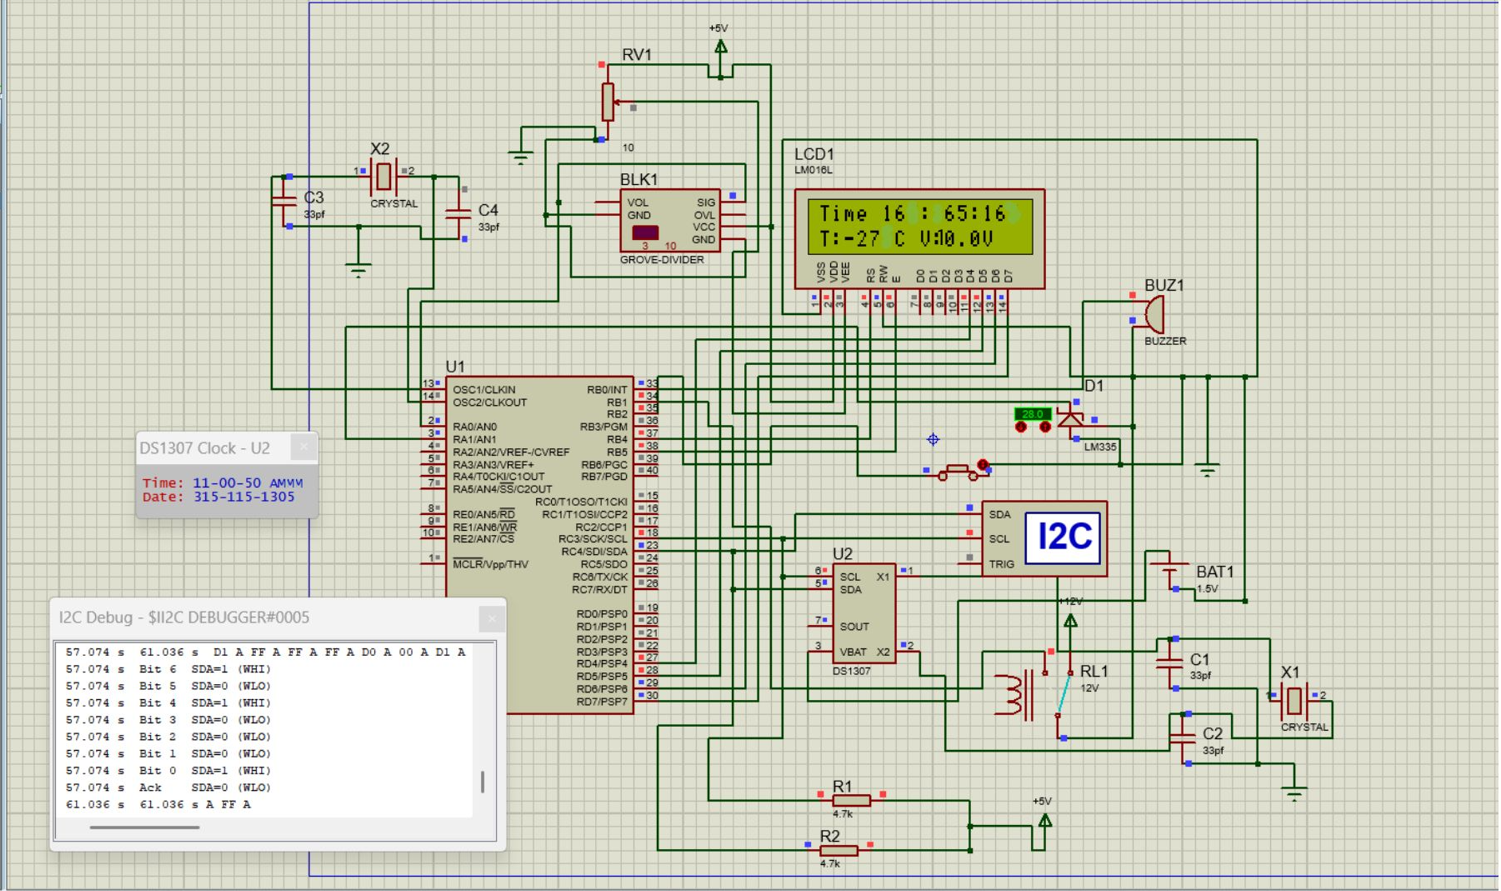 +5V
RV1
10
X2
1
2
CRYSTAL
C3
33pf
C4
33pf
BLK1
VOL
GND
SIG
OVL
VCC
GND
3 10
GROVE-DIVIDER
LCD1
LM016L
Time 16 : 65:16
T:-27 C V:10.0V
VSS
VDD
VEE
RS
RW
E
D0
D1
D2
D3
D4
D5
D6
D7
1
2
3
4
5
6
7
8
9
10
11
12
13
14
BUZ1
BUZZER
D1
28.0
LM335
U1
13 OSC1/CLKIN
14 OSC2/CLKOUT
2 RA0/AN0
3 RA1/AN1
4 RA2/AN2/VREF-/CVREF
5 RA3/AN3/VREF+
6 RA4/T0CKI/C1OUT
7 RA5/AN4/SS/C2OUT
8 RE0/AN5/RD
9 RE1/AN6/WR
10 RE2/AN7/CS
1 MCLR/Vpp/THV
RB0/INT 33
RB1 34
RB2 35
RB3/PGM 36
RB4 37
RB5 38
RB6/PGC 39
RB7/PGD 40
RC0/T1OSO/T1CKI 15
RC1/T1OSI/CCP2 16
RC2/CCP1 17
RC3/SCK/SCL 18
RC4/SDI/SDA 23
RC5/SDO 24
RC6/TX/CK 25
RC7/RX/DT 26
RD0/PSP0 19
RD1/PSP1 20
RD2/PSP2 21
RD3/PSP3 22
RD4/PSP4 27
RD5/PSP5 28
RD6/PSP6 29
RD7/PSP7 30
DS1307 Clock - U2
Time: 11-00-50 AMMM
Date: 315-115-1305
SDA
SCL
TRIG
I2C
U2
6 SCL X1 1
5 SDA
7 SOUT
3 VBAT X2 2
DS1307
BAT1
1.5V
+12V
RL1
12V
C1
33pf
X1
2
CRYSTAL
C2
33pf
I2C Debug - $II2C DEBUGGER#0005
57.074 s 61.036 s D1 A FF A FF A FF A D0 A 00 A D1 A
57.074 s Bit 6 SDA=1 (WHI)
57.074 s Bit 5 SDA=0 (WLO)
57.074 s Bit 4 SDA=1 (WHI)
57.074 s Bit 3 SDA=0 (WLO)
57.074 s Bit 2 SDA=0 (WLO)
57.074 s Bit 1 SDA=0 (WLO)
57.074 s Bit 0 SDA=1 (WHI)
57.074 s Ack SDA=0 (WLO)
61.036 s 61.036 s A FF A
R1
4.7k
+5V
R2
4.7k